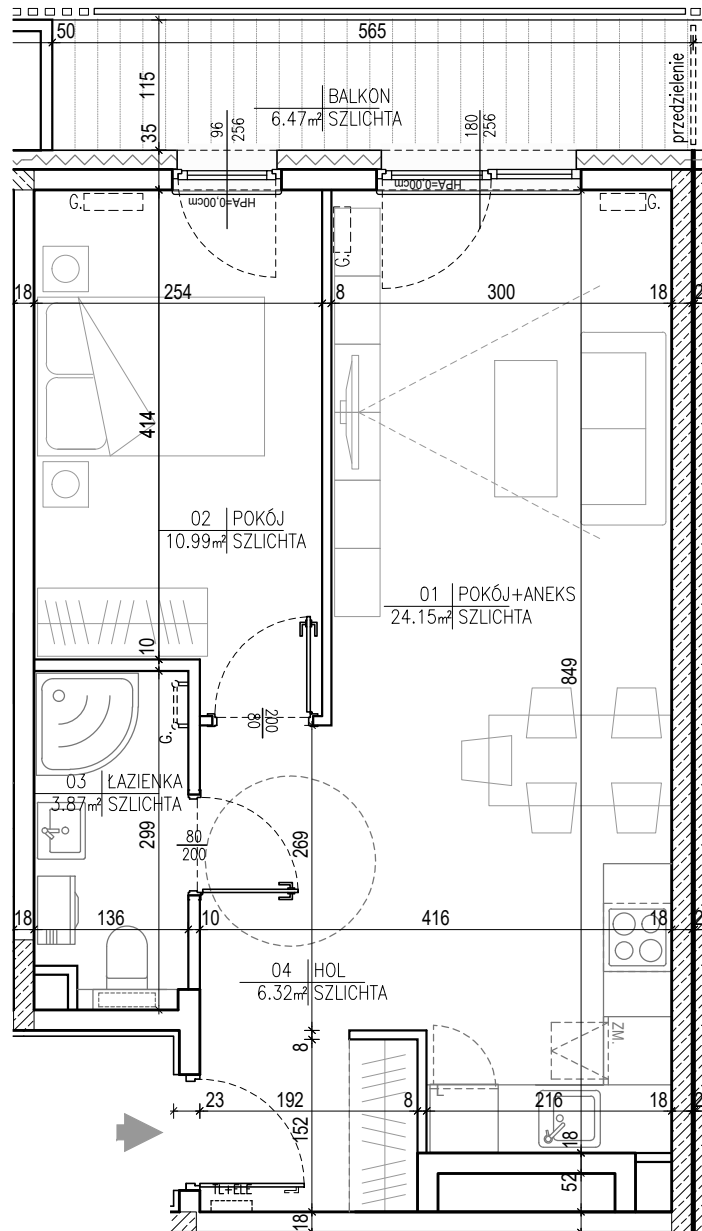 50
565
115
BALKON
6.47m² SZLICHTA
przedzielenie
35
96
256
180
256
HPA=0,00cm
HPA=0,00cm
G.
G.
G.
18
254
8
300
18
2
414
02 POKÓJ
10.99m² SZLICHTA
01 POKÓJ+ANEKS
24.15m² SZLICHTA
10
849
80
200
G.
03 ŁAZIENKA
3.87m² SZLICHTA
299
80
200
269
18
136
10
416
18
2
04 HOL
6.32m² SZLICHTA
8
ZM.
L
23
192
8
216
18
2
152
18
TL+ELE
52
18